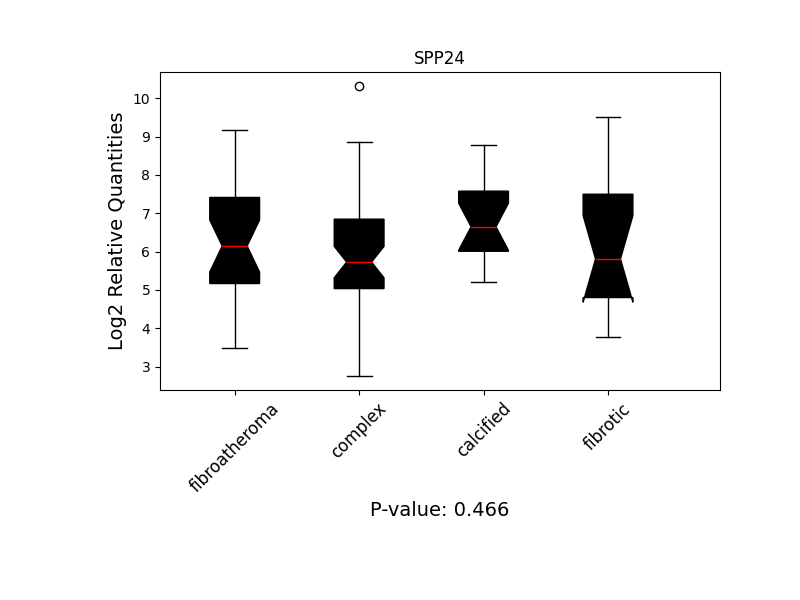 SPP24
Log2 Relative Quantities
10
9
8
7
6
5
4
3
fibroatheroma
complex
calcified
fibrotic
P-value: 0.466